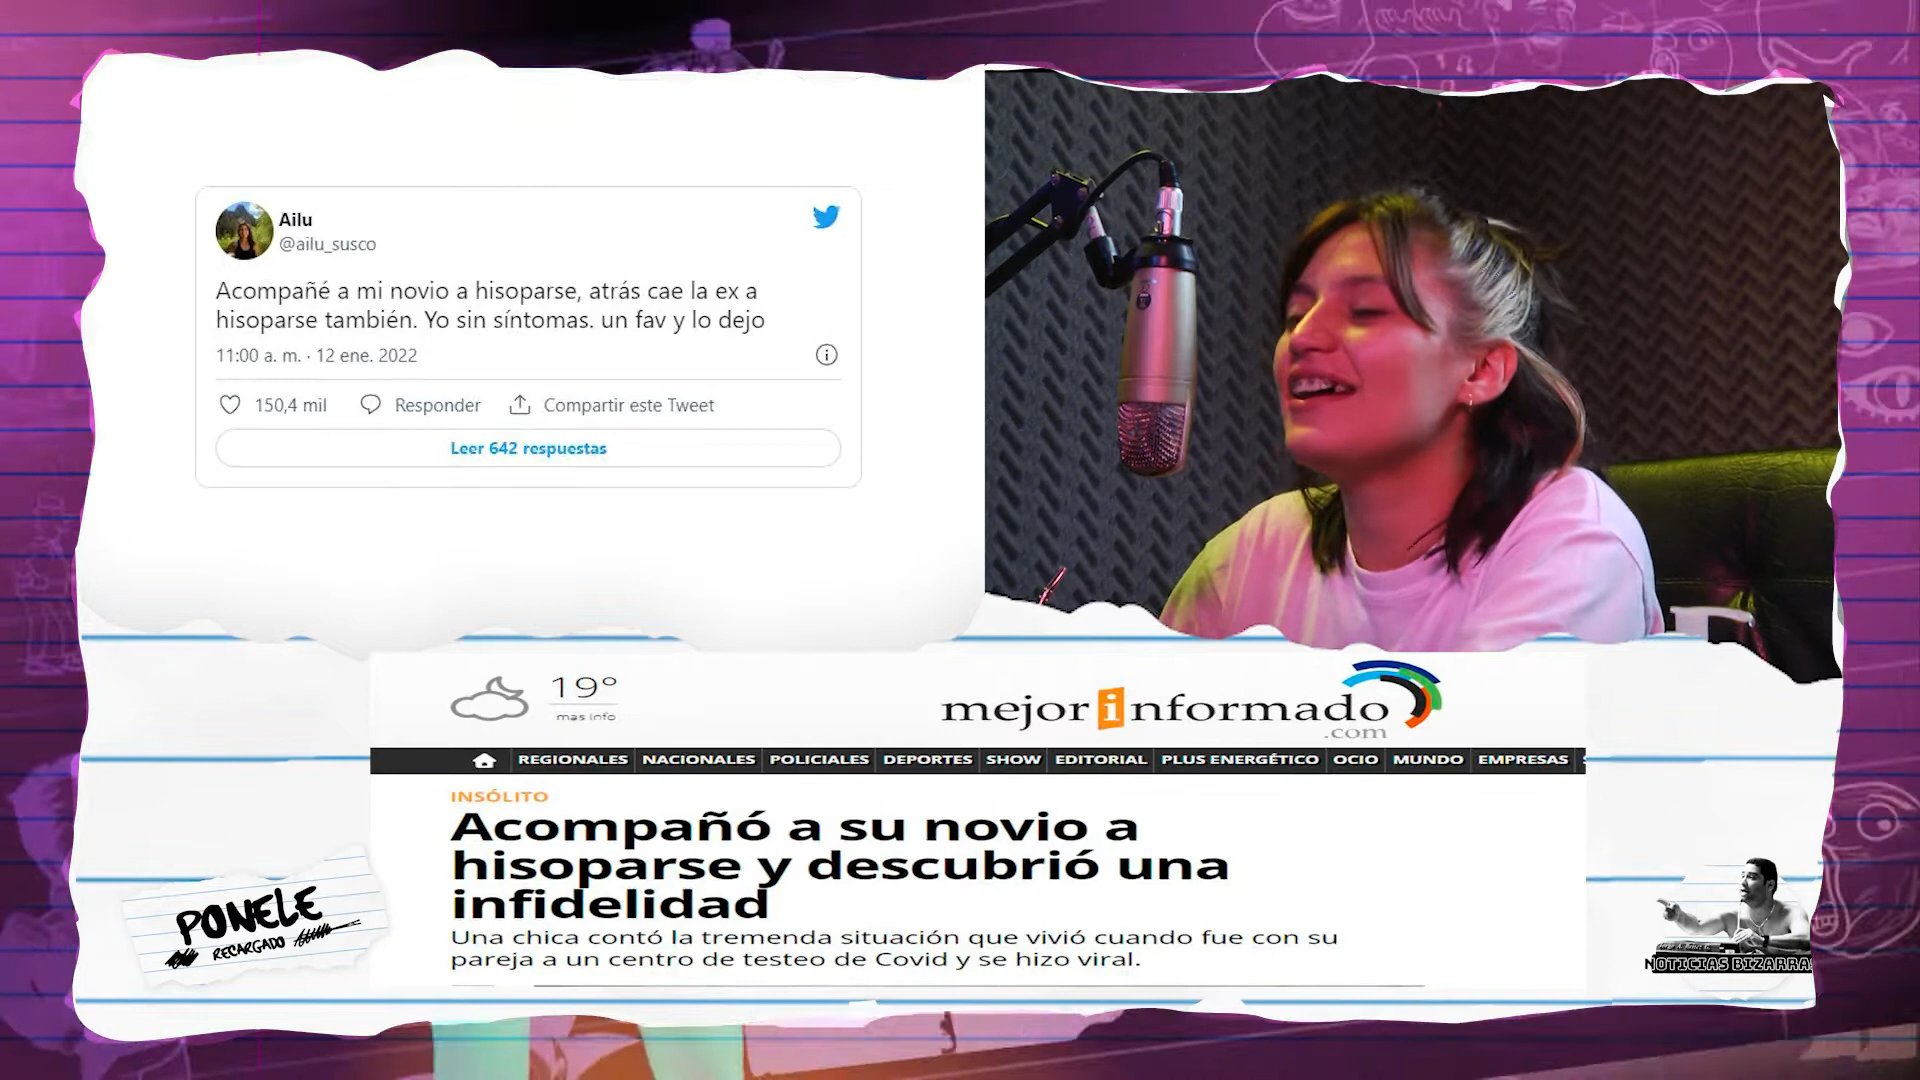 Ailu
@ailu_susco
Acompañé a mi novio a hisoparse, atrás cae la ex a
hisoparse también. Yo sin síntomas. un fav y lo dejo
11:00 a. m. · 12 ene. 2022
150,4 mil Responder Compartir este Tweet
Leer 642 respuestas
19°
mas info
mejorinformado
.com
REGIONALES NACIONALES POLICIALES DEPORTES SHOW EDITORIAL PLUS ENERGÉTICO OCIO MUNDO EMPRESAS
INSÓLITO
Acompañó a su novio a
hisoparse y descubrió una
infidelidad
Una chica contó la tremenda situación que vivió cuando fue con su
pareja a un centro de testeo de Covid y se hizo viral.
PONELE
RECARGADO
NOTICIAS BIZARRAS